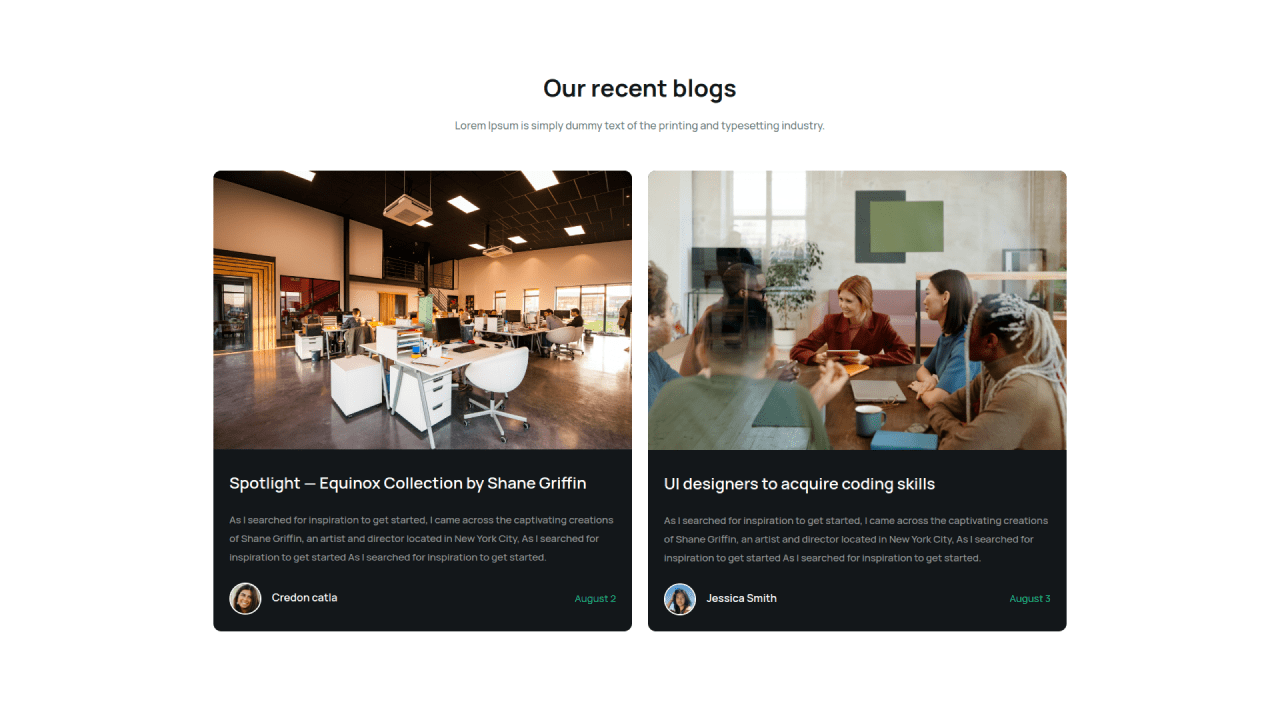 Our recent blogs
Lorem Ipsum is simply dummy text of the printing and typesetting industry.
Spotlight — Equinox Collection by Shane Griffin
As I searched for inspiration to get started, I came across the captivating creations
of Shane Griffin, an artist and director located in New York City, As I searched for
inspiration to get started As I searched for inspiration to get started.
Credon catla
August 2
UI designers to acquire coding skills
As I searched for inspiration to get started, I came across the captivating creations
of Shane Griffin, an artist and director located in New York City, As I searched for
inspiration to get started As I searched for inspiration to get started.
Jessica Smith
August 3